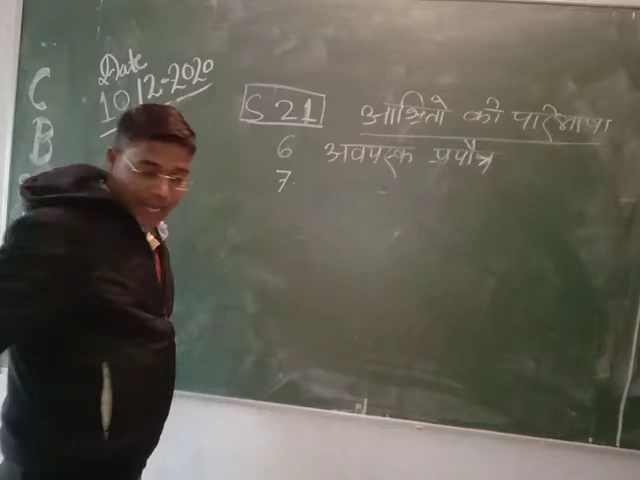 Date
10/12-2020
C
B
S 21 आश्रितो की परिभाषा
6 अवयस्क प्रपौत्र
7.